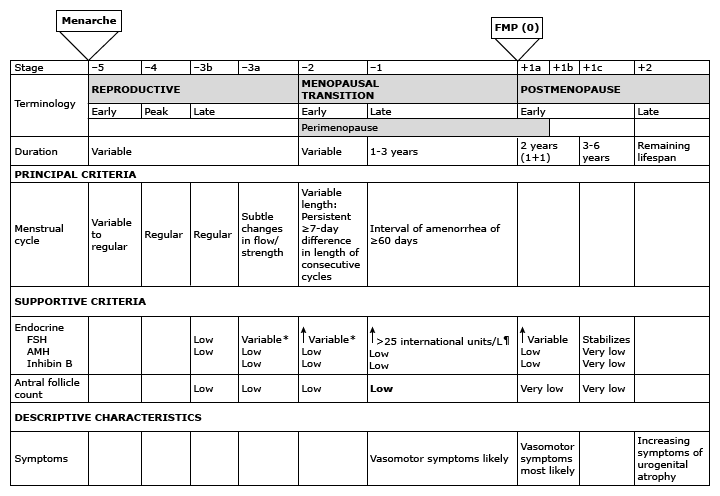 Menarche
FMP (0)
Stage –5 –4 –3b –3a –2 –1 +1a +1b +1c +2
Terminology
REPRODUCTIVE
MENOPAUSAL
TRANSITION
POSTMENOPAUSE
Early Peak Late Early Late Early Late
Perimenopause
Duration
Variable
Variable
1-3 years
2 years
(1+1)
3-6
years
Remaining
lifespan
PRINCIPAL CRITERIA
Menstrual
cycle
Variable
to
regular
Regular
Regular
Subtle
changes
in flow/
strength
Variable
length:
Persistent
≥7-day
difference
in length of
consecutive
cycles
Interval of amenorrhea of
≥60 days
SUPPORTIVE CRITERIA
Endocrine
FSH Low Variable* ↑ Variable* ↑ >25 international units/L¶ ↑ Variable Stabilizes
AMH Low Low Low Low Low Very low
Inhibin B Low Low Low Low Very low
Antral follicle
count
Low Low Low Low Very low Very low
DESCRIPTIVE CHARACTERISTICS
Symptoms
Vasomotor symptoms likely
Vasomotor
symptoms
most likely
Increasing
symptoms of
urogenital
atrophy